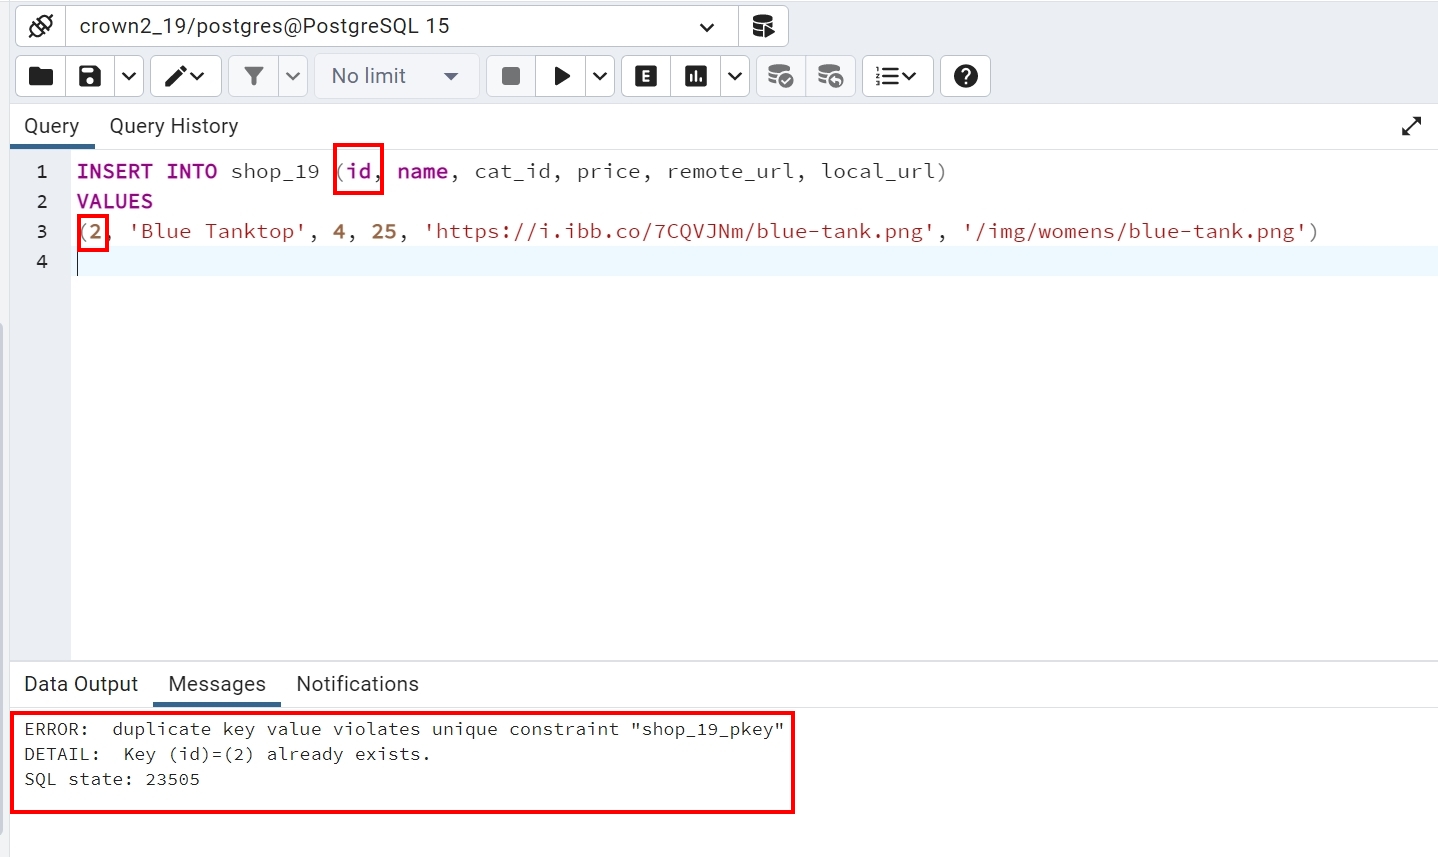 crown2_19/postgres@PostgreSQL 15
No limit
E
Query Query History
1 INSERT INTO shop_19 (id, name, cat_id, price, remote_url, local_url)
2 VALUES
3 (2, 'Blue Tanktop', 4, 25, 'https://i.ibb.co/7CQVJNm/blue-tank.png', '/img/womens/blue-tank.png')
4
Data Output Messages Notifications
ERROR:  duplicate key value violates unique constraint "shop_19_pkey"
DETAIL:  Key (id)=(2) already exists.
SQL state: 23505